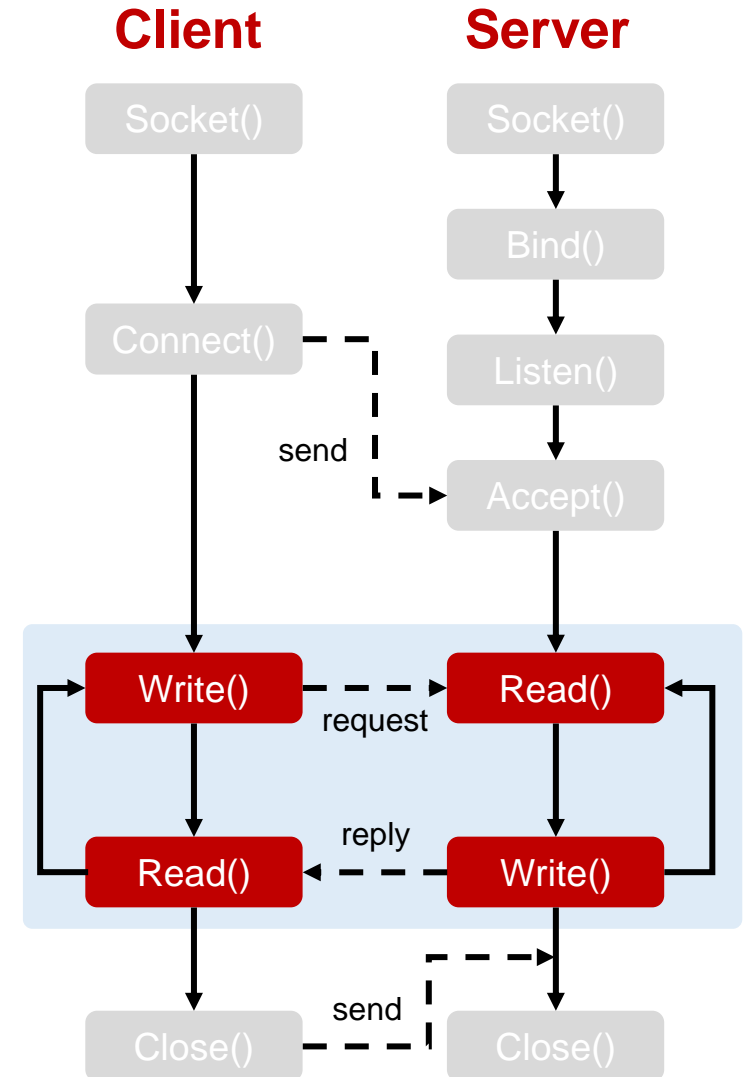 Client Server
Socket() Socket()
Bind()
Connect() Listen()
send
Accept()
Write() Read()
request
reply
Read() Write()
send
Close() Close()